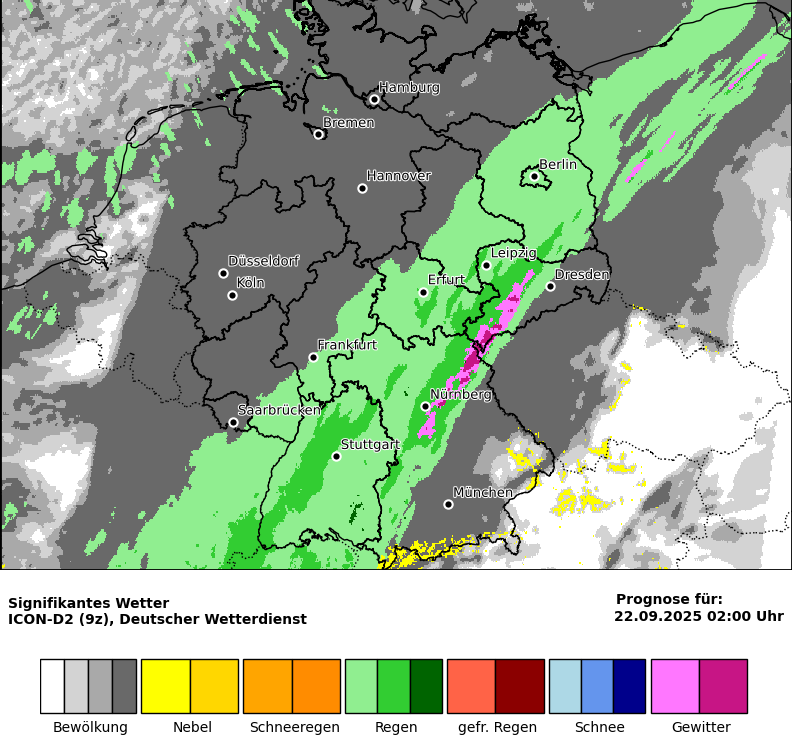 Hamburg
Bremen
Berlin
Hannover
Leipzig
Düsseldorf
Dresden
Erfurt
Köln
Frankfurt
Nürnberg
Saarbrücken
Stuttgart
München
Signifikantes Wetter
ICON-D2 (9z), Deutscher Wetterdienst
Prognose für:
22.09.2025 02:00 Uhr
Bewölkung Nebel Schneeregen Regen gefr. Regen Schnee Gewitter